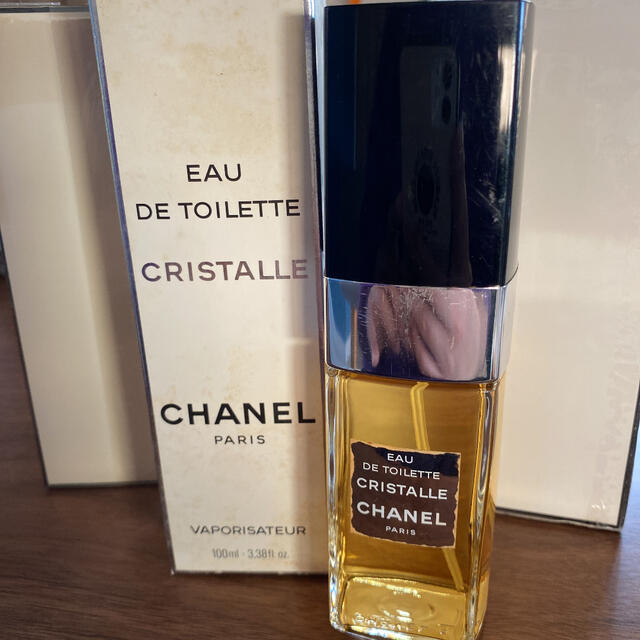 EAU
DE TOILETTE
CRISTALLE
CHANEL
PARIS
VAPORISATEUR
100ml - 3,38fl. oz.
EAU
DE TOILETTE
CRISTALLE
CHANEL
PARIS